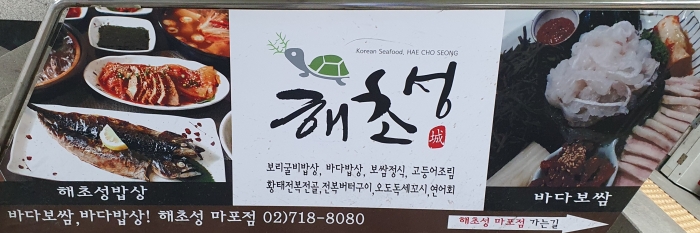 Korean Seafood, HAE CHO SEONG
해초성
城
보리굴비밥상, 바다밥상, 보쌈정식, 고등어조림
황태전복전골,전복버터구이,오도독세꼬시,연어회
해초성밥상
바다보쌈
바다보쌈,바다밥상! 해초성 마포점 02)718-8080
해초성 마포점 가는길